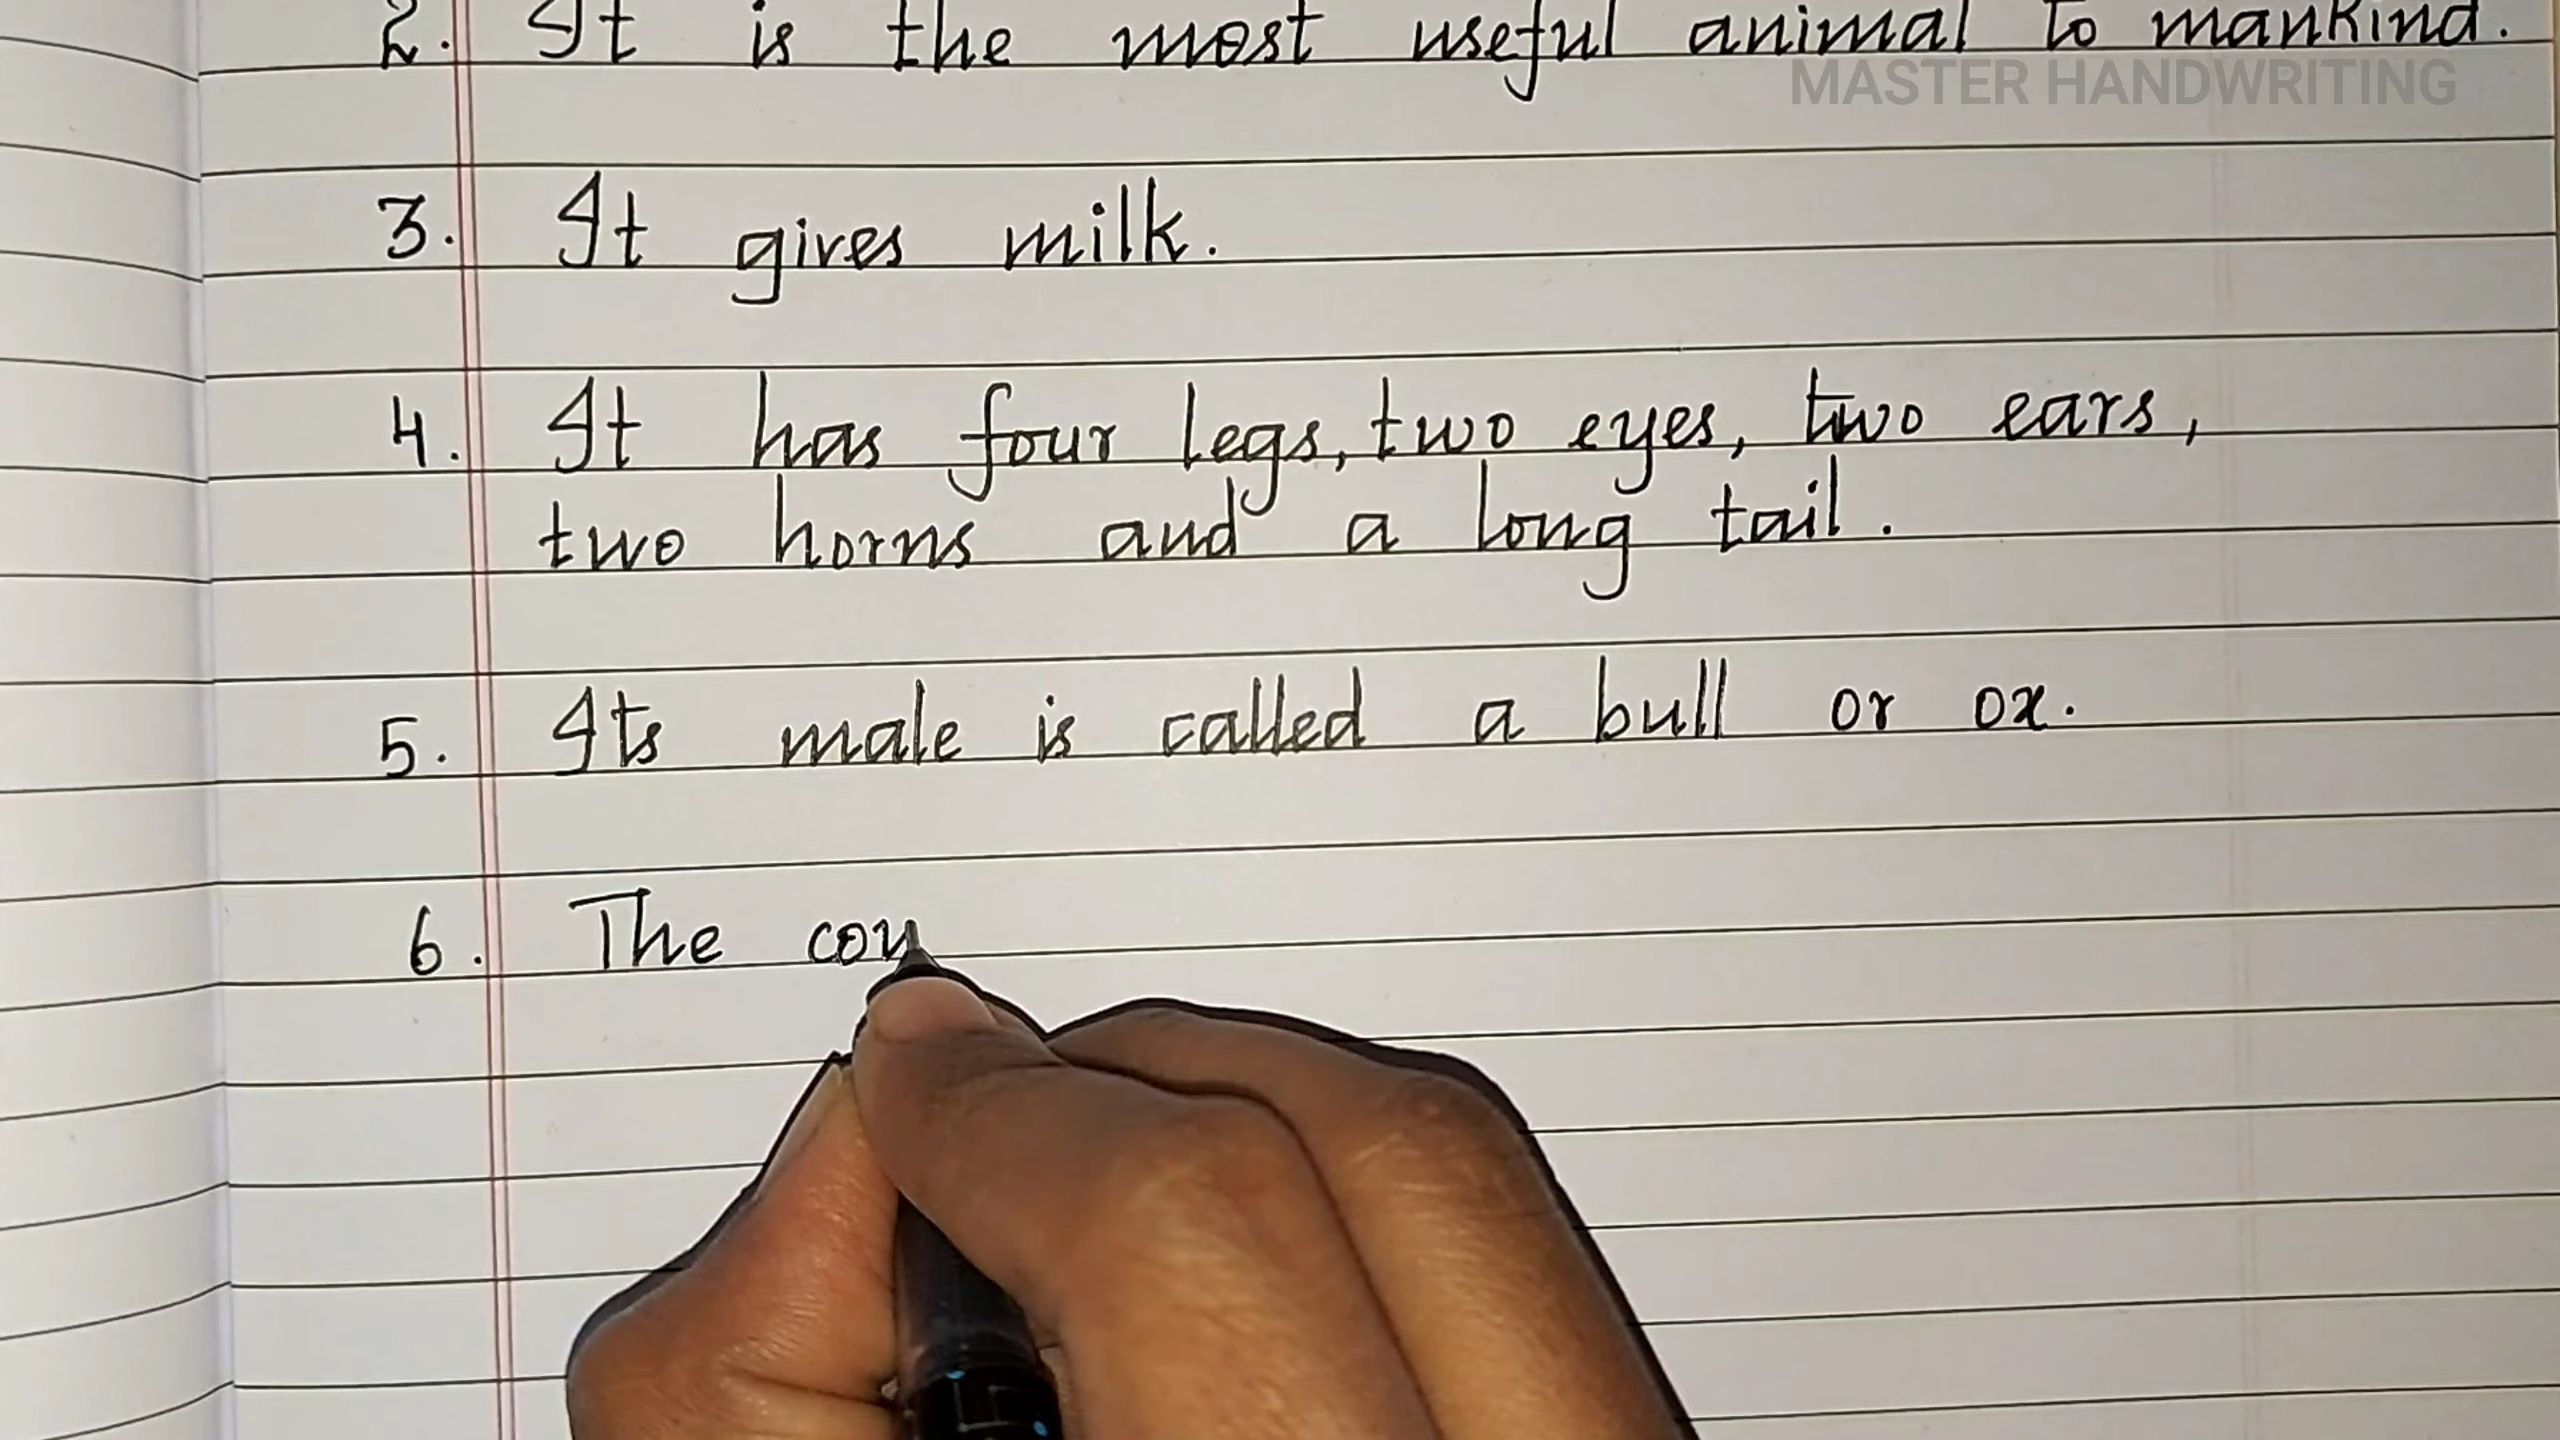 2. It is the most useful animal to mankind.
MASTER HANDWRITING
3. It gives milk.
4. It has four legs, two eyes, two ears,
two horns and a long tail.
5. Its male is called a bull or ox.
6. The